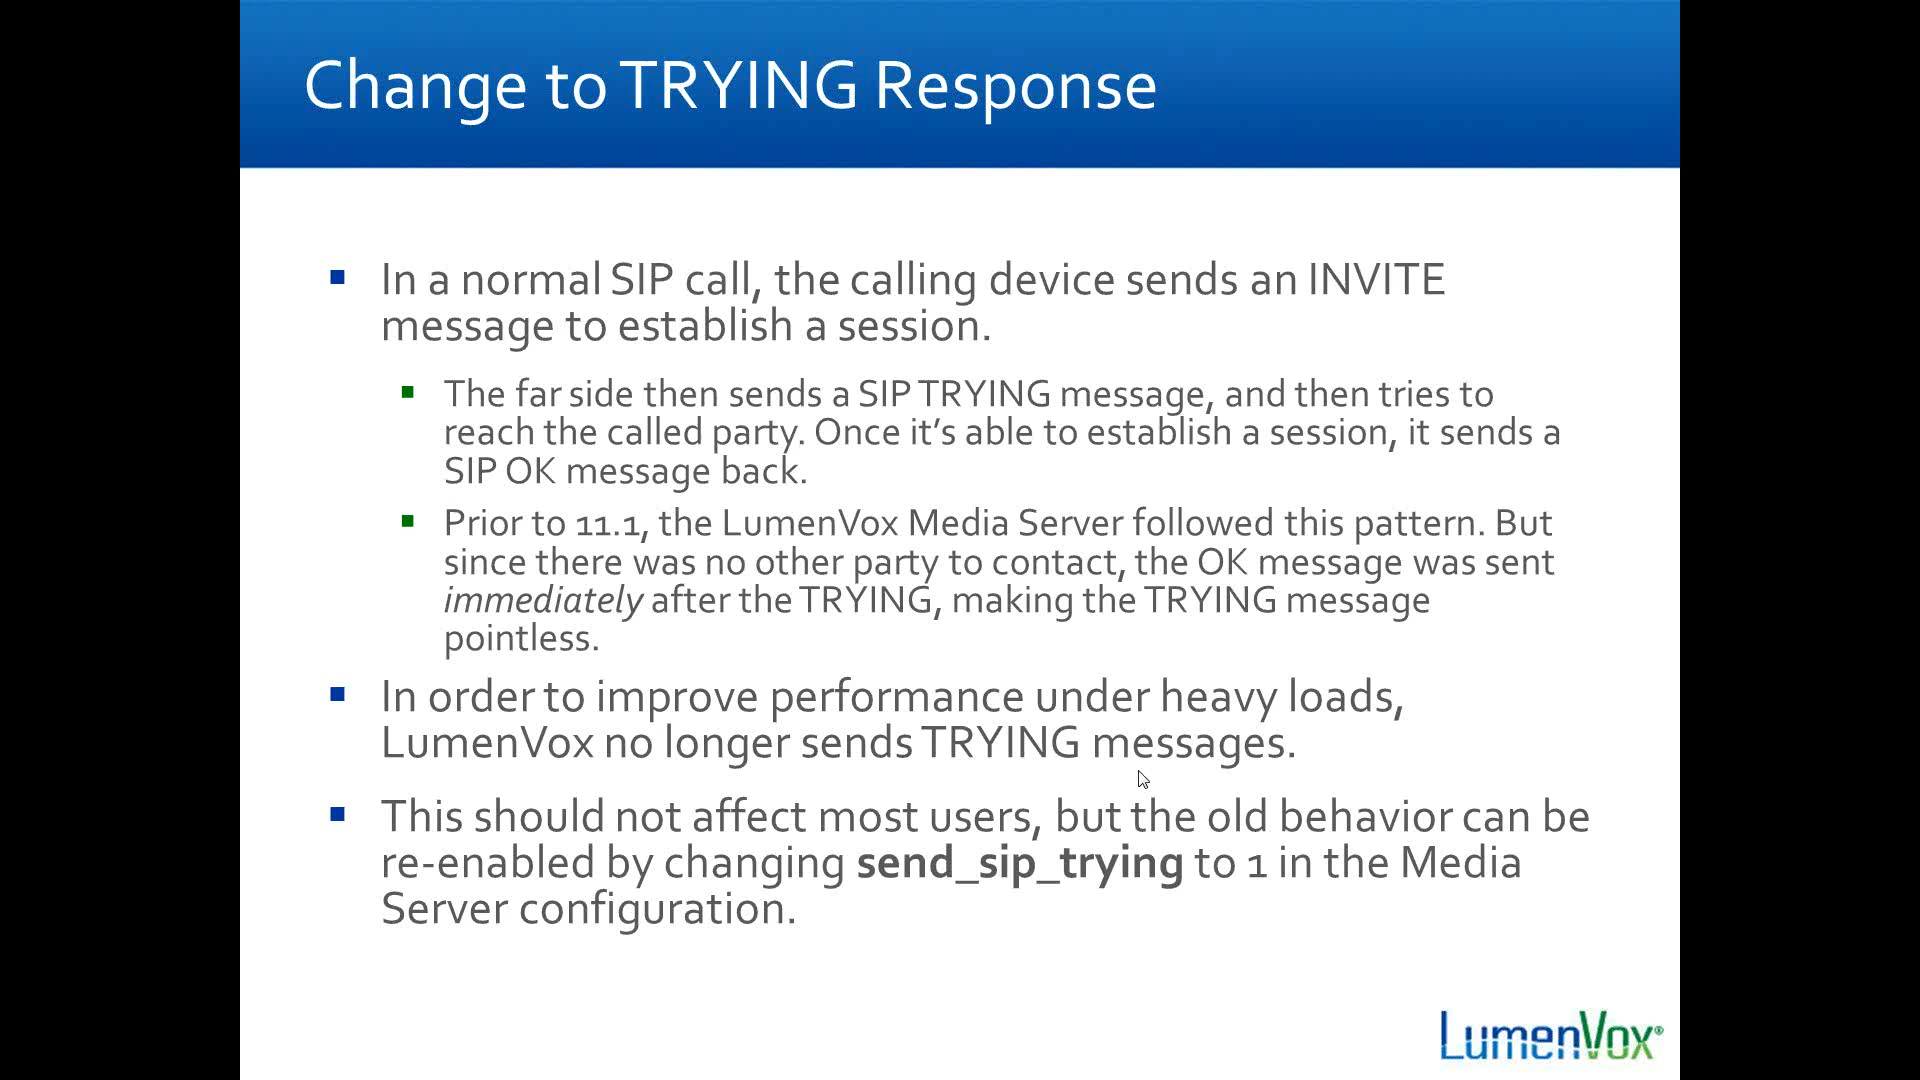 Change to TRYING Response
In a normal SIP call, the calling device sends an INVITE
message to establish a session.
The far side then sends a SIP TRYING message, and then tries to
reach the called party. Once it's able to establish a session, it sends a
SIP OK message back.
Prior to 11.1, the LumenVox Media Server followed this pattern. But
since there was no other party to contact, the OK message was sent
immediately after the TRYING, making the TRYING message
pointless.
In order to improve performance under heavy loads,
LumenVox no longer sends TRYING messages.
This should not affect most users, but the old behavior can be
re-enabled by changing send_sip_trying to 1 in the Media
Server configuration.
LumenVox®